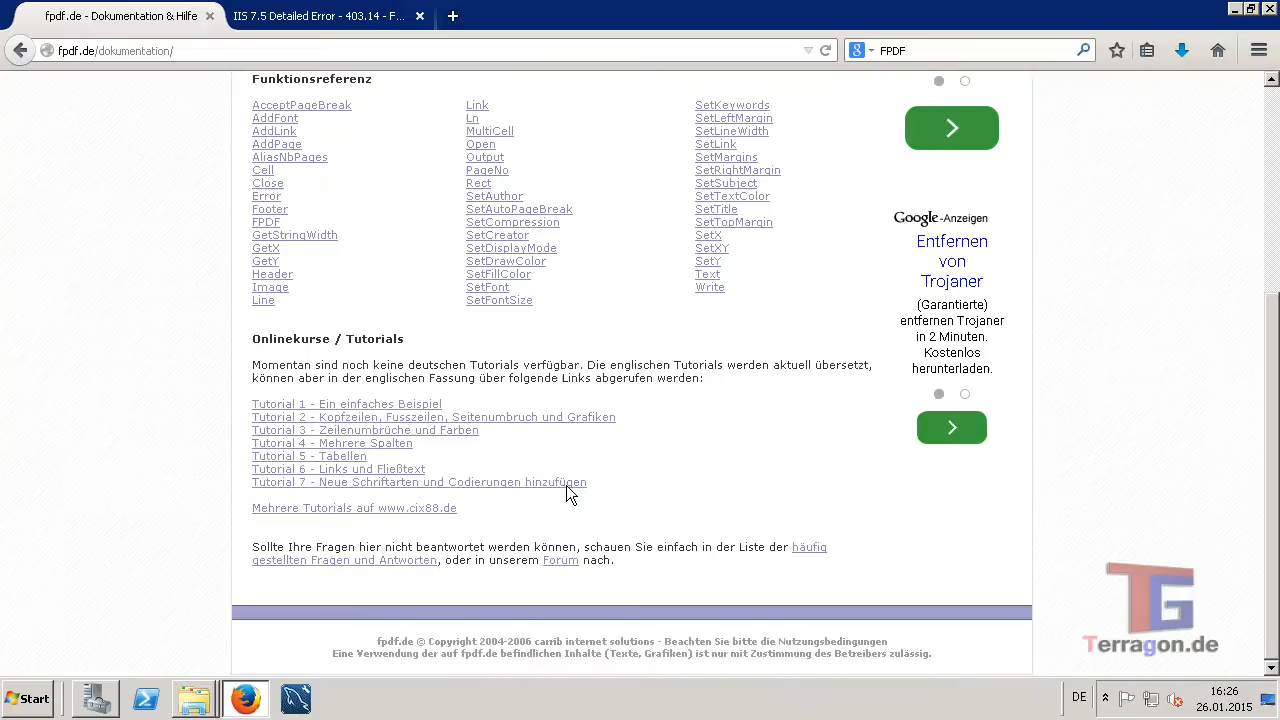 fpdf.de - Dokumentation & Hilfe
IIS 7.5 Detailed Error - 403.14 - F...
fpdf.de/dokumentation/
FPDF
Funktionsreferenz
AcceptPageBreak
AddFont
AddLink
AddPage
AliasNbPages
Cell
Close
Error
Footer
FPDF
GetStringWidth
GetX
GetY
Header
Image
Line
Link
Ln
MultiCell
Open
Output
PageNo
Rect
SetAuthor
SetAutoPageBreak
SetCompression
SetCreator
SetDisplayMode
SetDrawColor
SetFillColor
SetFont
SetFontSize
SetKeywords
SetLeftMargin
SetLineWidth
SetLink
SetMargins
SetRightMargin
SetSubject
SetTextColor
SetTitle
SetTopMargin
SetX
SetXY
SetY
Text
Write
Onlinekurse / Tutorials
Momentan sind noch keine deutschen Tutorials verfügbar. Die englischen Tutorials werden aktuell übersetzt,
können aber in der englischen Fassung über folgende Links abgerufen werden:
Tutorial 1 - Ein einfaches Beispiel
Tutorial 2 - Kopfzeilen, Fusszeilen, Seitenumbruch und Grafiken
Tutorial 3 - Zeilenumbrüche und Farben
Tutorial 4 - Mehrere Spalten
Tutorial 5 - Tabellen
Tutorial 6 - Links und Fließtext
Tutorial 7 - Neue Schriftarten und Codierungen hinzufügen
Mehrere Tutorials auf www.cix88.de
Sollte Ihre Fragen hier nicht beantwortet werden können, schauen Sie einfach in der Liste der häufig
gestellten Fragen und Antworten, oder in unserem Forum nach.
Google-Anzeigen
Entfernen
von
Trojaner
(Garantierte)
entfernen Trojaner
in 2 Minuten.
Kostenlos
herunterladen.
TG
Terragon.de
fpdf.de © Copyright 2004-2006 carrib internet solutions - Beachten Sie bitte die Nutzungsbedingungen
Eine Verwendung der auf fpdf.de befindlichen Inhalte (Texte, Grafiken) ist nur mit Zustimmung des Betreibers zulässig.
Start
DE
16:26
26.01.2015